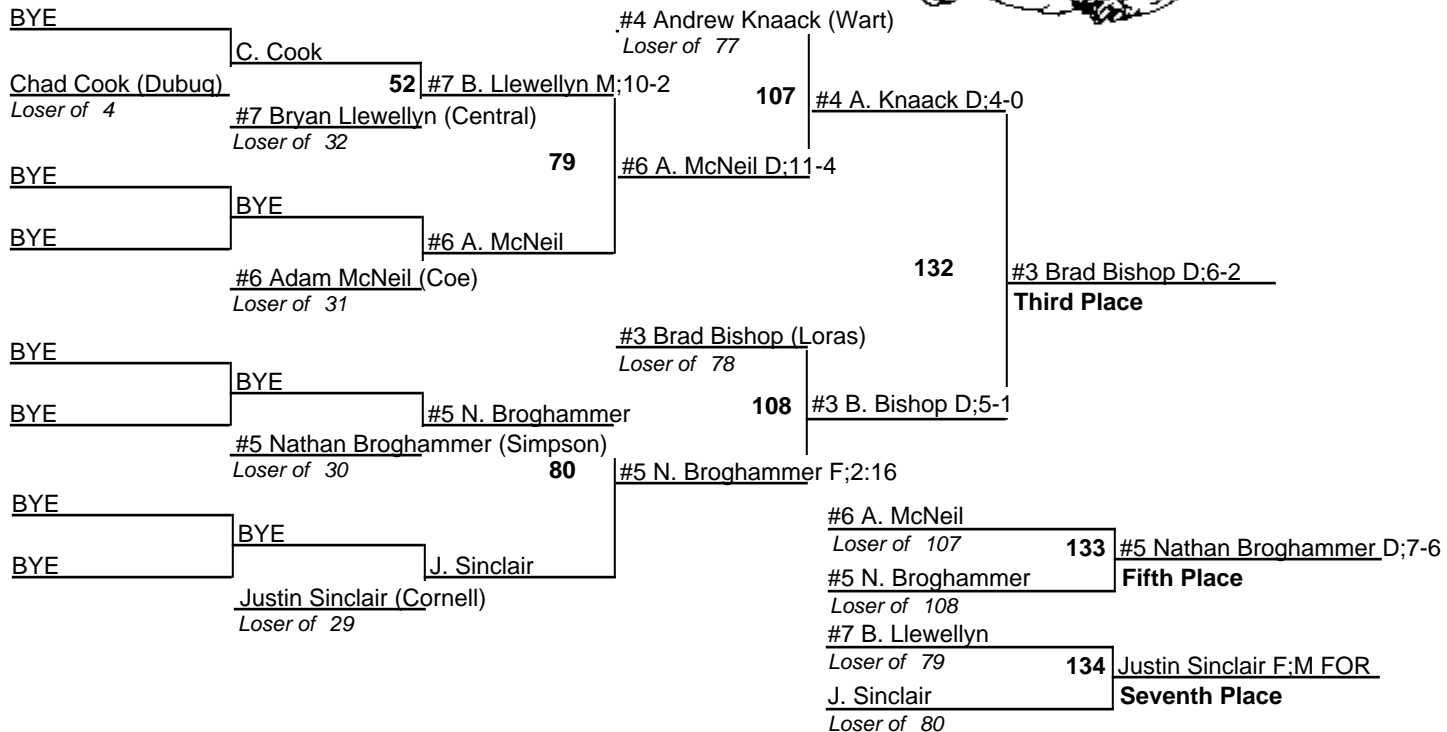 BYE
#4 Andrew Knaack (Wart)
Loser of 77
C. Cook
Chad Cook (Dubuq)
Loser of 4
52
#7 B. Llewellyn M;10-2
107
#4 A. Knaack D;4-0
#7 Bryan Llewellyn (Central)
Loser of 32
79
#6 A. McNeil D;11-4
BYE
BYE
BYE
#6 A. McNeil
132
#3 Brad Bishop D;6-2
Third Place
#6 Adam McNeil (Coe)
Loser of 31
#3 Brad Bishop (Loras)
Loser of 78
BYE
BYE
BYE
#5 N. Broghammer
108
#3 B. Bishop D;5-1
#5 Nathan Broghammer (Simpson)
Loser of 30
80
#5 N. Broghammer F;2:16
BYE
BYE
BYE
J. Sinclair
Justin Sinclair (Cornell)
Loser of 29
#6 A. McNeil
Loser of 107
133
#5 Nathan Broghammer D;7-6
Fifth Place
#5 N. Broghammer
Loser of 108
#7 B. Llewellyn
Loser of 79
134
Justin Sinclair F;M FOR
Seventh Place
J. Sinclair
Loser of 80